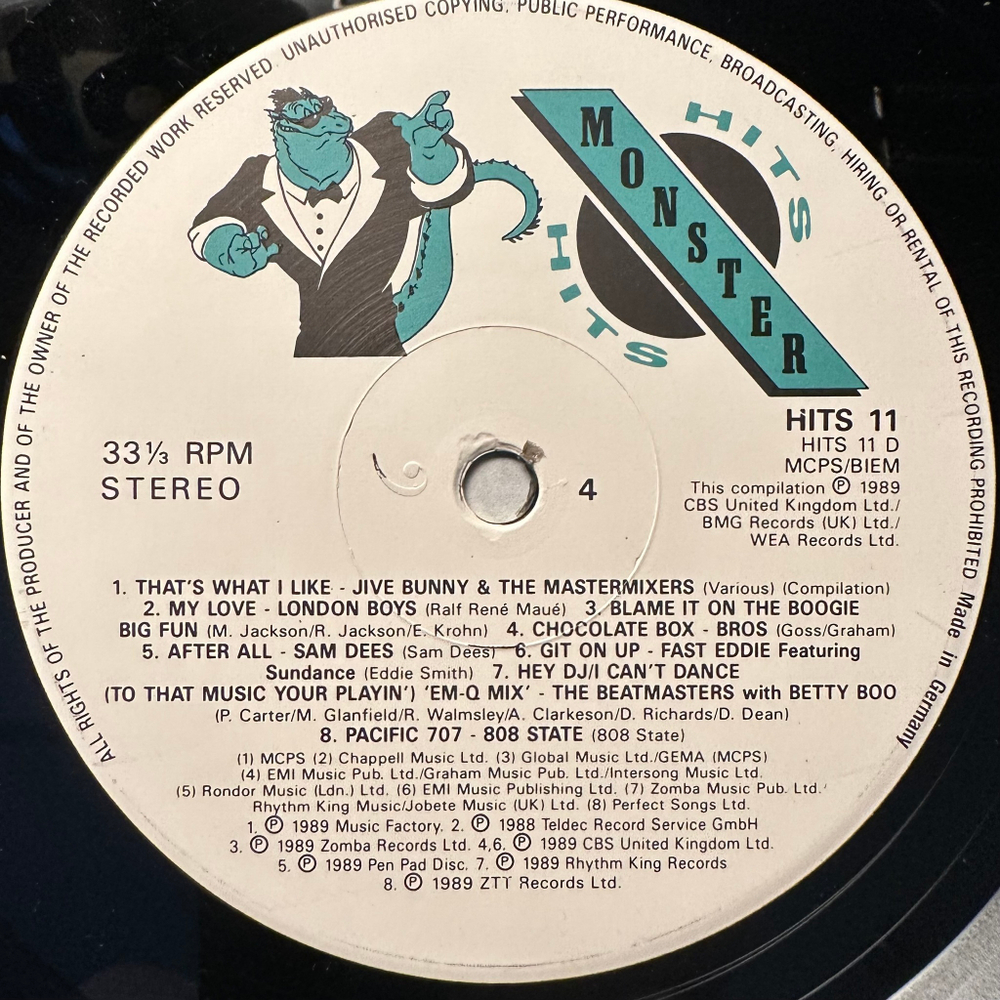 ALL RIGHTS OF THE PRODUCER AND OF THE OWNER OF THE RECORDED WORK RESERVED. UNAUTHORISED COPYING, PUBLIC PERFORMANCE, BROADCASTING, HIRING OR RENTAL OF THIS RECORDING PROHIBITED Made in Germany
HITS
MONSTER
HITS
HITS 11
HITS 11 D
MCPS/BIEM
This compilation ℗ 1989
CBS United Kingdom Ltd./
BMG Records (UK) Ltd./
WEA Records Ltd.
33⅓ RPM
STEREO
4
1. THAT'S WHAT I LIKE - JIVE BUNNY & THE MASTERMIXERS (Various) (Compilation)
2. MY LOVE - LONDON BOYS (Ralf René Maué) 3. BLAME IT ON THE BOOGIE
BIG FUN (M. Jackson/R. Jackson/E. Krohn) 4. CHOCOLATE BOX - BROS (Goss/Graham)
5. AFTER ALL - SAM DEES (Sam Dees) 6. GIT ON UP - FAST EDDIE Featuring
Sundance (Eddie Smith) 7. HEY DJ/I CAN'T DANCE
(TO THAT MUSIC YOUR PLAYIN') 'EM-Q MIX' - THE BEATMASTERS with BETTY BOO
(P. Carter/M. Glanfield/R. Walmsley/A. Clarkeson/D. Richards/D. Dean)
8. PACIFIC 707 - 808 STATE (808 State)
(1) MCPS (2) Chappell Music Ltd. (3) Global Music/GEMA (MCPS)
(4) EMI Music Pub. Ltd./Graham Music Pub. Ltd./Intersong Music Ltd.
(5) Rondor Music (Ldn.) Ltd. (6) EMI Music Publishing Ltd. (7) Zomba Music Pub. Ltd./
Rhythm King Music/Jobete Music (UK) Ltd. (8) Perfect Songs Ltd.
1. ℗ 1989 Music Factory. 2. ℗ 1988 Teldec Record Service GmbH
3. ℗ 1989 Zomba Records Ltd. 4,6. ℗ 1989 CBS United Kingdom Ltd.
5. ℗ 1989 Pen Pad Disc. 7. ℗ 1989 Rhythm King Records
8. ℗ 1989 ZTT Records Ltd.